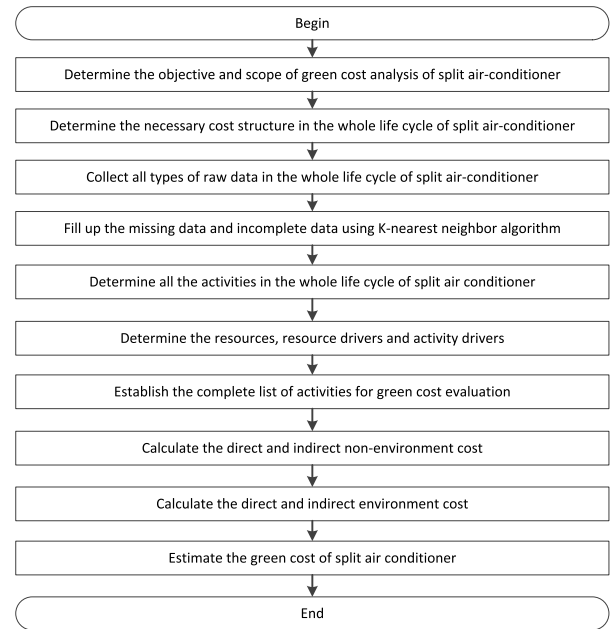 Begin
Determine the objective and scope of green cost analysis of split air-conditioner
Determine the necessary cost structure in the whole life cycle of split air-conditioner
Collect all types of raw data in the whole life cycle of split air-conditioner
Fill up the missing data and incomplete data using K-nearest neighbor algorithm
Determine all the activities in the whole life cycle of split air conditioner
Determine the resources, resource drivers and activity drivers
Establish the complete list of activities for green cost evaluation
Calculate the direct and indirect non-environment cost
Calculate the direct and indirect environment cost
Estimate the green cost of split air conditioner
End